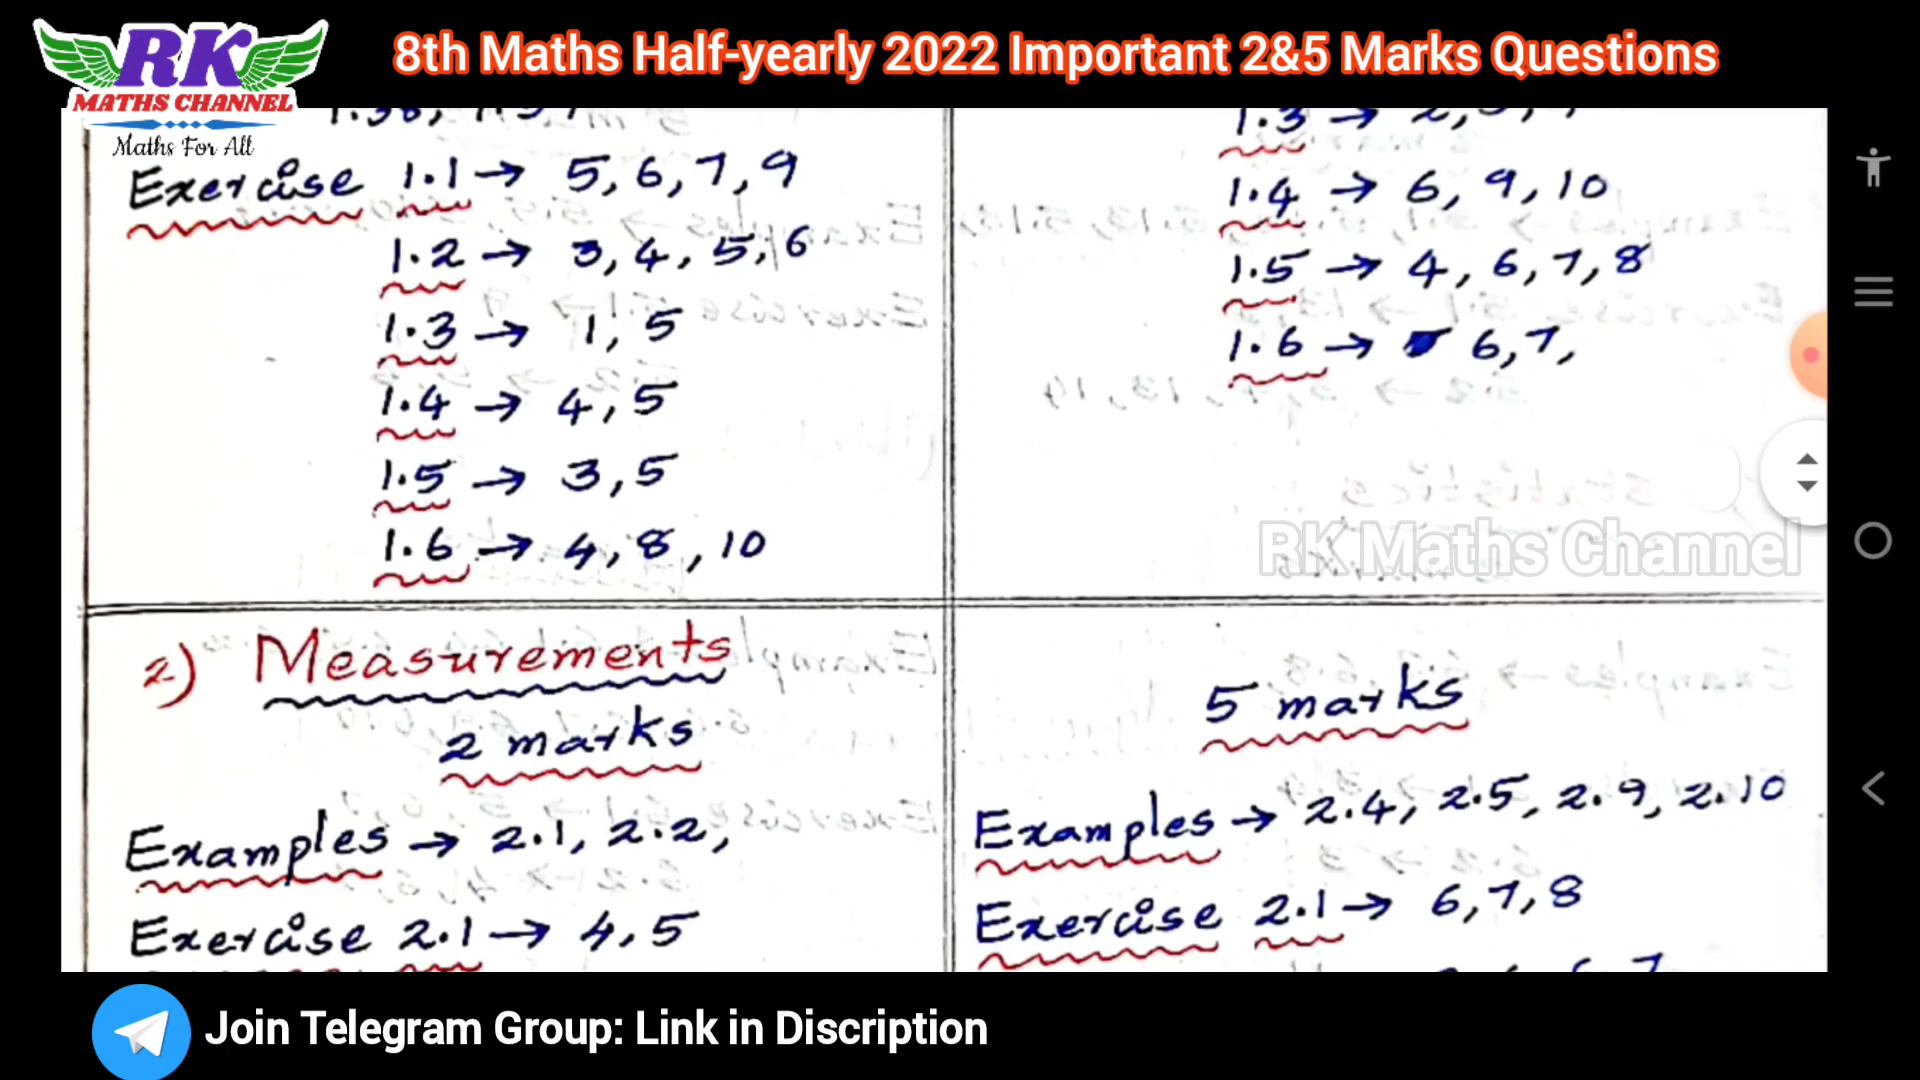 RK
MATHS CHANNEL
Maths For All
8th Maths Half-yearly 2022 Important 2&5 Marks Questions
Exercise 1.1 → 5, 6, 7, 9
1.2 → 3, 4, 5, 6
1.3 → 1, 5
1.4 → 4, 5
1.5 → 3, 5
1.6 → 4, 8, 10
1.3 →
1.4 → 6, 9, 10
1.5 → 4, 6, 7, 8
1.6 → 6, 7,
RK Maths Channel
2) Measurements
2 marks
Examples → 2.1, 2.2,
Exercise 2.1 → 4, 5
5 marks
Examples → 2.4, 2.5, 2.9, 2.10
Exercise 2.1 → 6, 7, 8
Join Telegram Group: Link in Discription